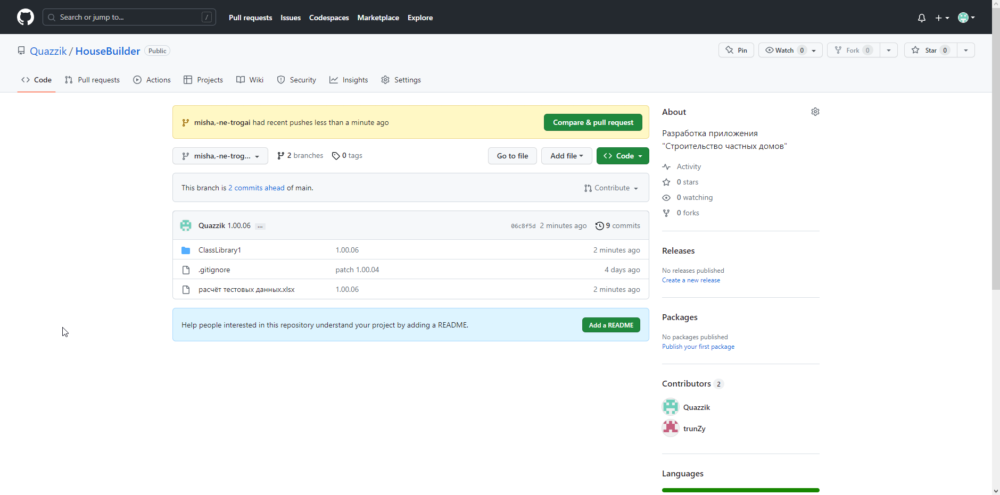 Search or jump to... / Pull requests Issues Codespaces Marketplace Explore
Quazzik / HouseBuilder Public Pin Watch 0 Fork 0 Star 0
Code Pull requests Actions Projects Wiki Security Insights Settings
misha,-ne-trogai had recent pushes less than a minute ago Compare & pull request
misha,-ne-trog... 2 branches 0 tags Go to file Add file Code
This branch is 2 commits ahead of main. Contribute
Quazzik 1.00.06 ... 06c8f5d 2 minutes ago 9 commits
ClassLibrary1 1.00.06 2 minutes ago
.gitignore patch 1.00.04 4 days ago
расчёт тестовых данных.xlsx 1.00.06 2 minutes ago
Help people interested in this repository understand your project by adding a README. Add a README
About
Разработка приложения
"Строительство частных домов"
Activity
0 stars
0 watching
0 forks
Releases
No releases published
Create a new release
Packages
No packages published
Publish your first package
Contributors 2
Quazzik
trunZy
Languages